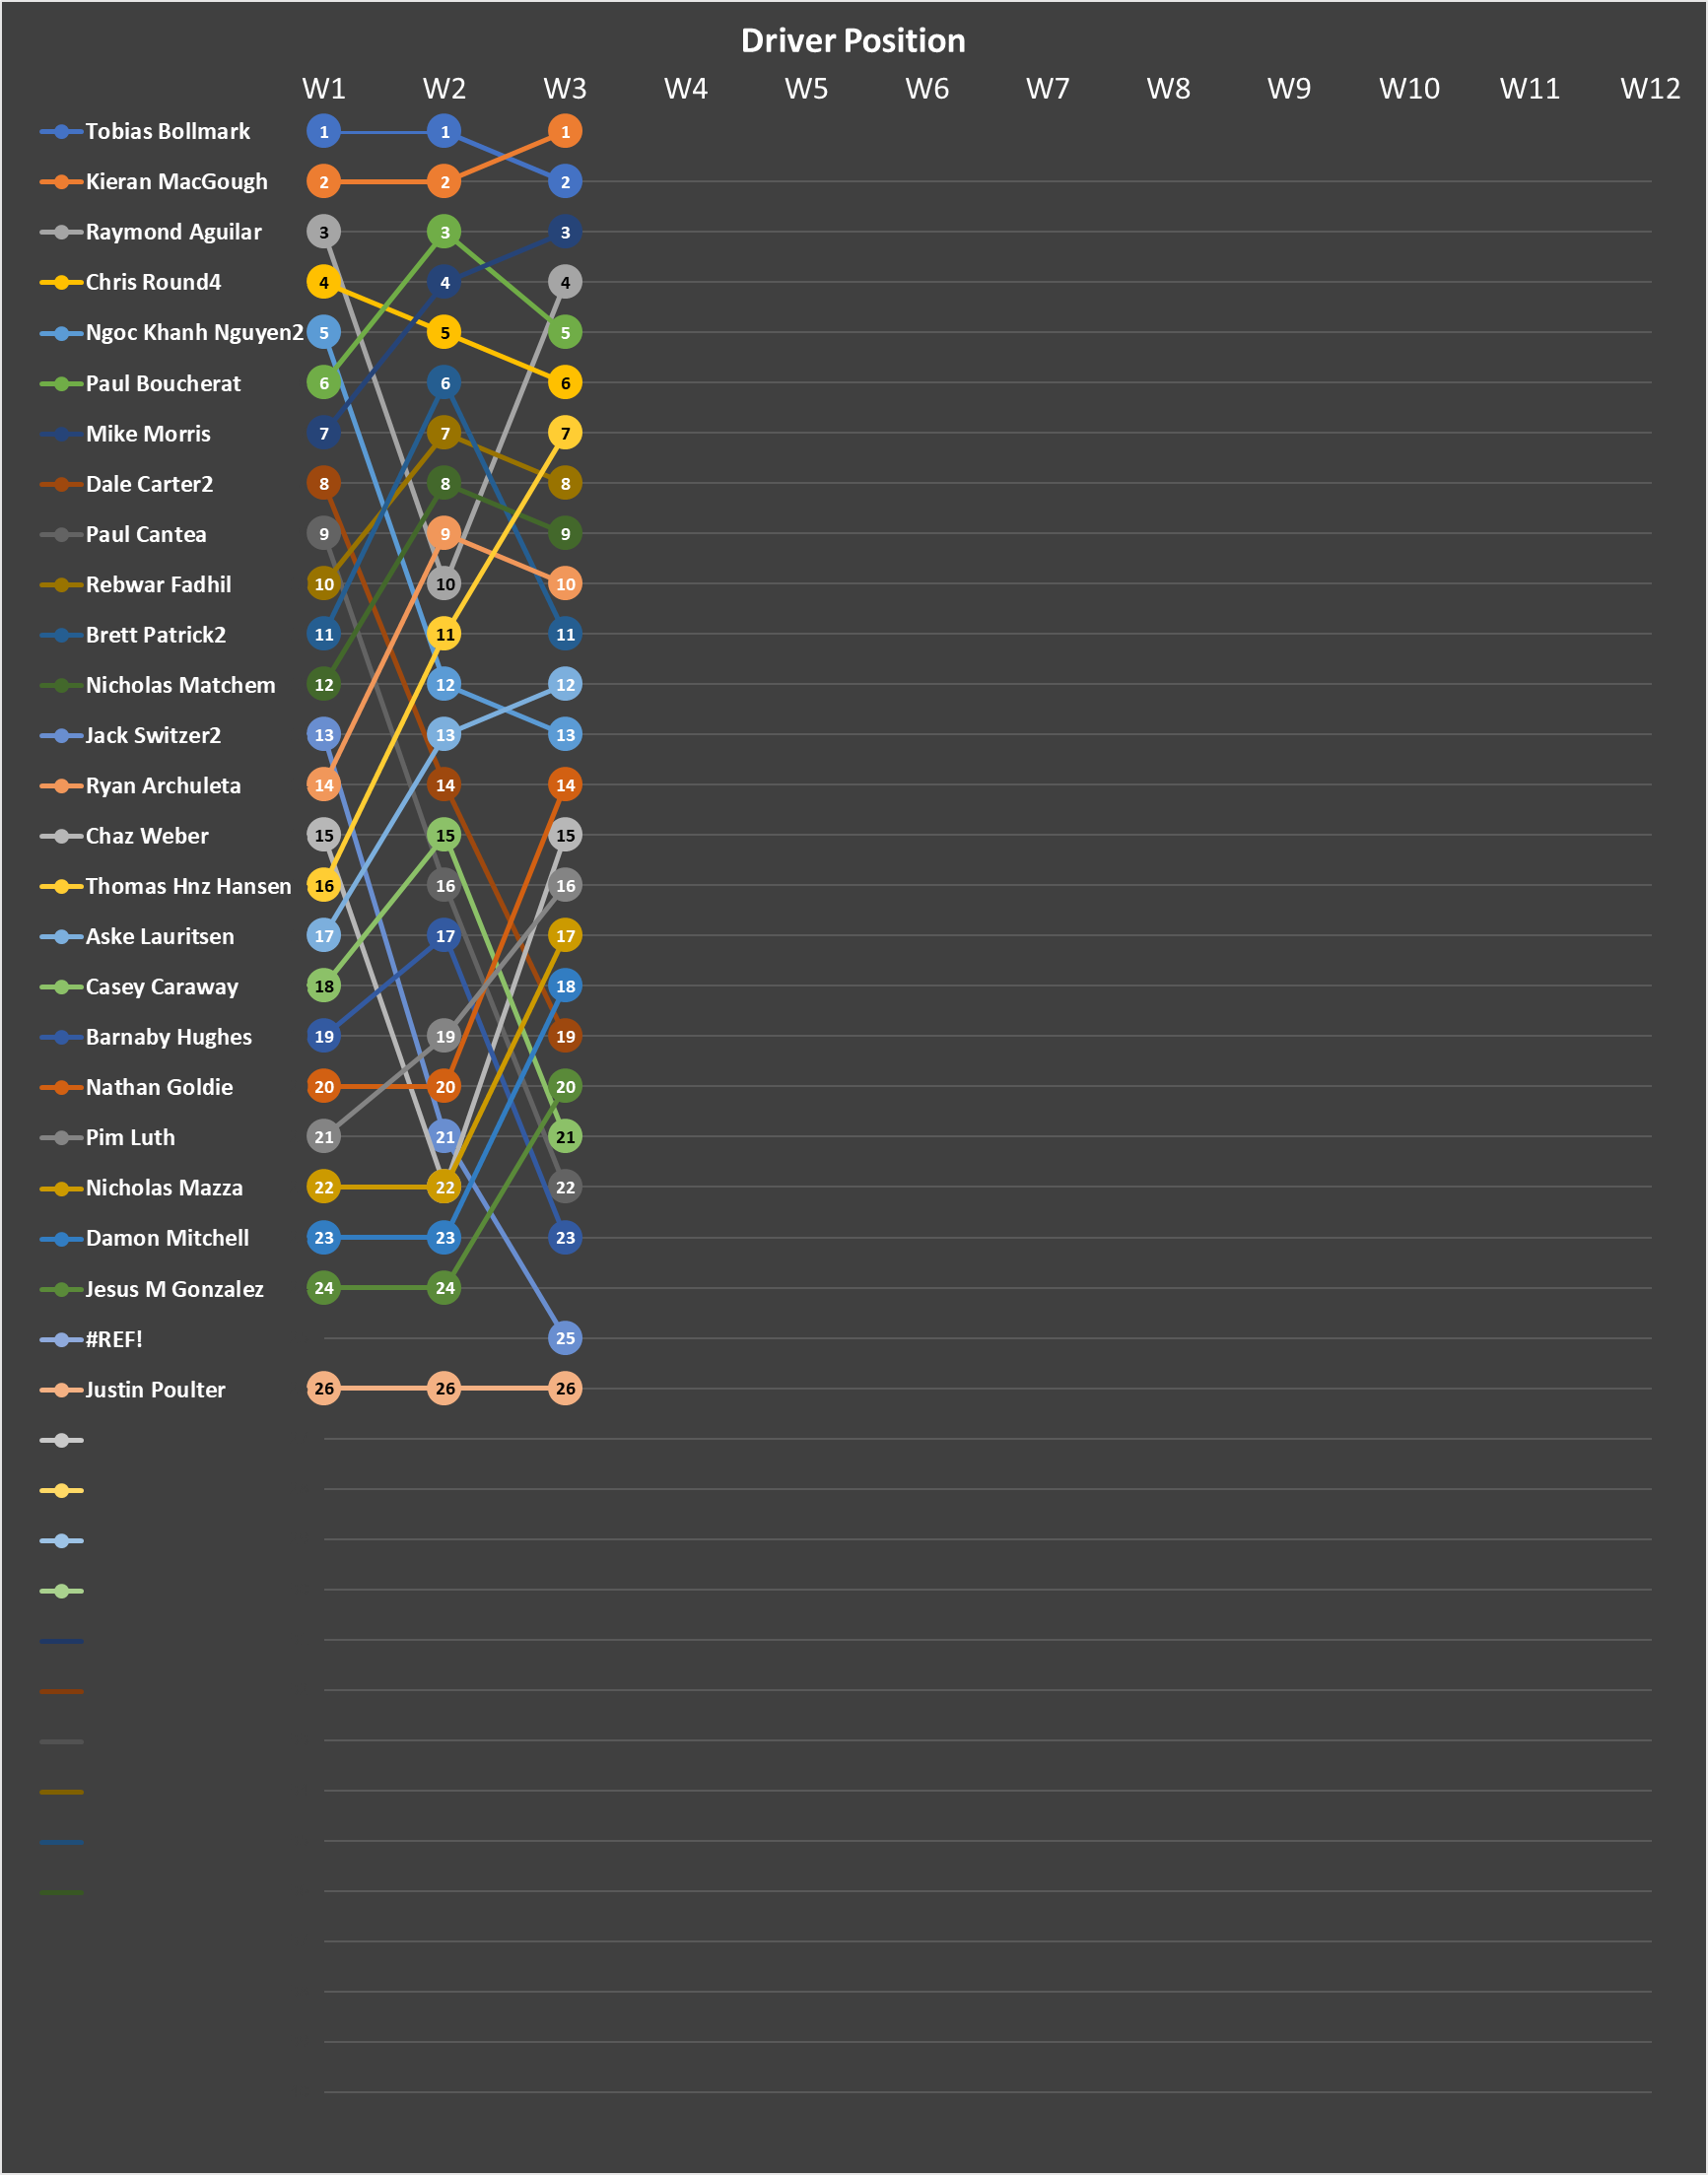 Driver Position
W1 W2 W3 W4 W5 W6 W7 W8 W9 W10 W11 W12
Tobias Bollmark 1 1 1
Kieran MacGough 2 2 2
Raymond Aguilar 3 3 3
Chris Round4 4 4 4
Ngoc Khanh Nguyen2 5 5 5
Paul Boucherat 6 6 6
Mike Morris 7 7 7
Dale Carter2 8 8 8
Paul Cantea 9 9 9
Rebwar Fadhil 10 10 10
Brett Patrick2 11 11 11
Nicholas Matchem 12 12 12
Jack Switzer2 13 13 13
Ryan Archuleta 14 14 14
Chaz Weber 15 15 15
Thomas Hnz Hansen 16 16 16
Aske Lauritsen 17 17 17
Casey Caraway 18 18
Barnaby Hughes 19 19 19
Nathan Goldie 20 20 20
Pim Luth 21 21 21
Nicholas Mazza 22 22 22
Damon Mitchell 23 23 23
Jesus M Gonzalez 24 24
#REF! 25
Justin Poulter 26 26 26